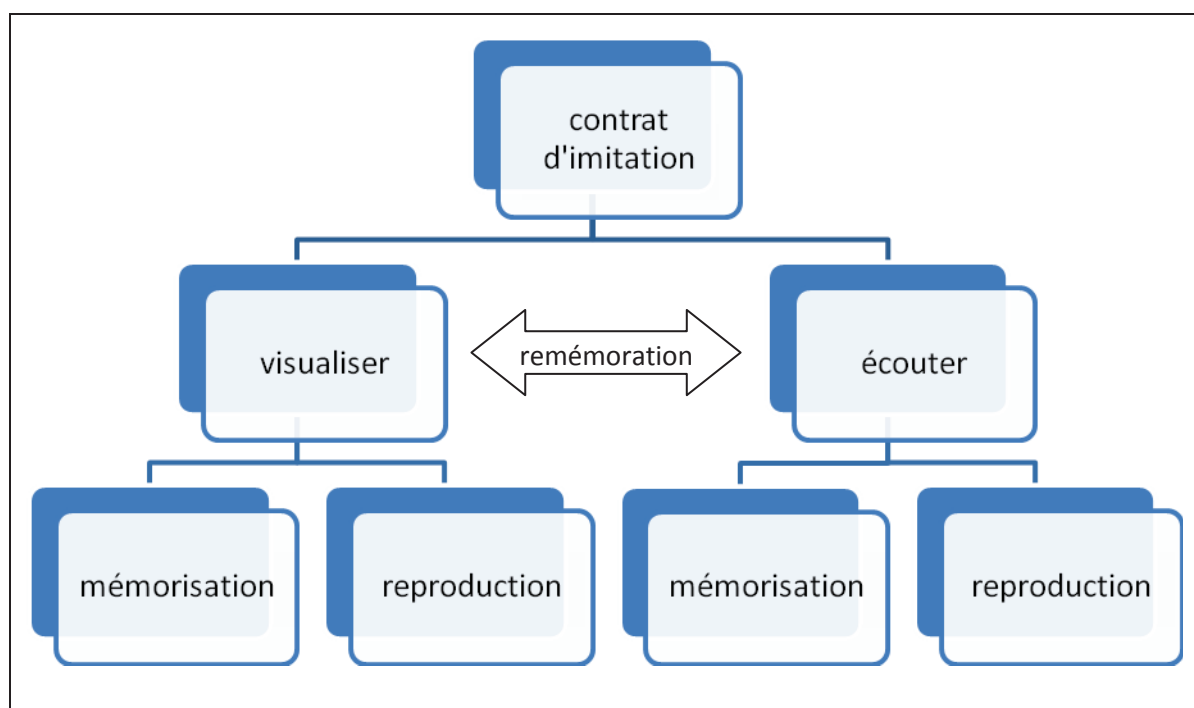 contrat
d'imitation
visualiser
remémoration
écouter
mémorisation
reproduction
mémorisation
reproduction